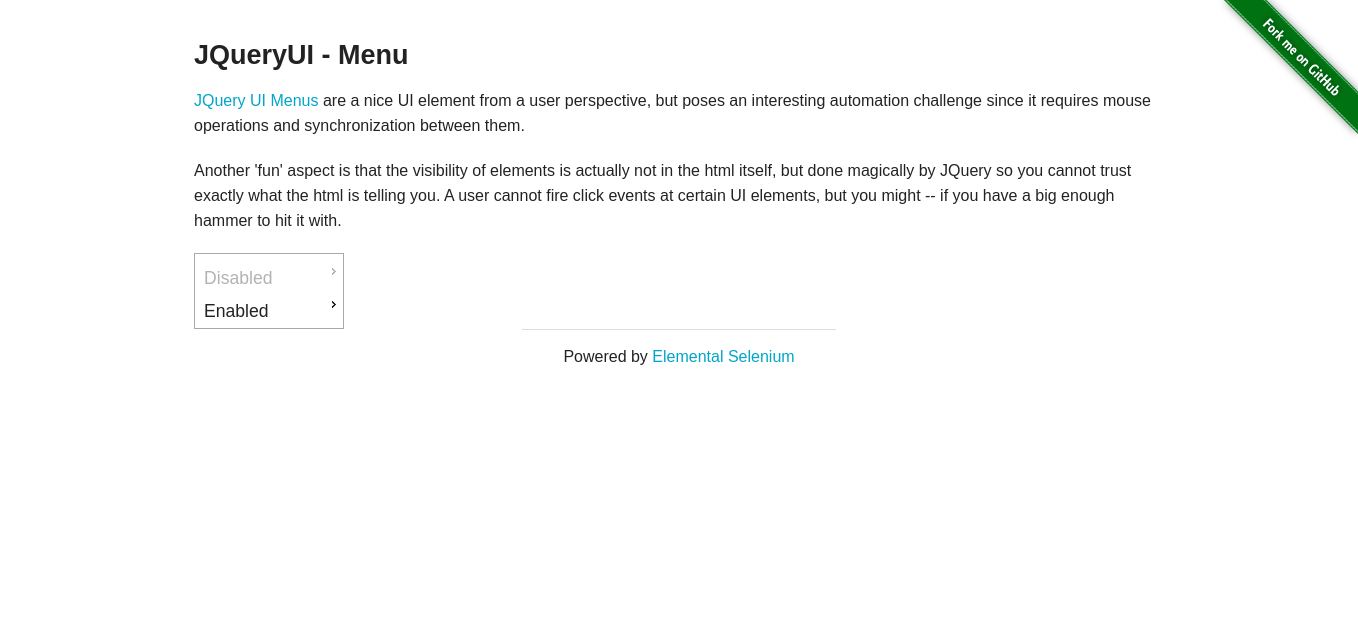 Fork me on GitHub
JQueryUI - Menu
JQuery UI Menus are a nice UI element from a user perspective, but poses an interesting automation challenge since it requires mouse
operations and synchronization between them.
Another 'fun' aspect is that the visibility of elements is actually not in the html itself, but done magically by JQuery so you cannot trust
exactly what the html is telling you. A user cannot fire click events at certain UI elements, but you might -- if you have a big enough
hammer to hit it with.
Disabled
Enabled
Powered by Elemental Selenium